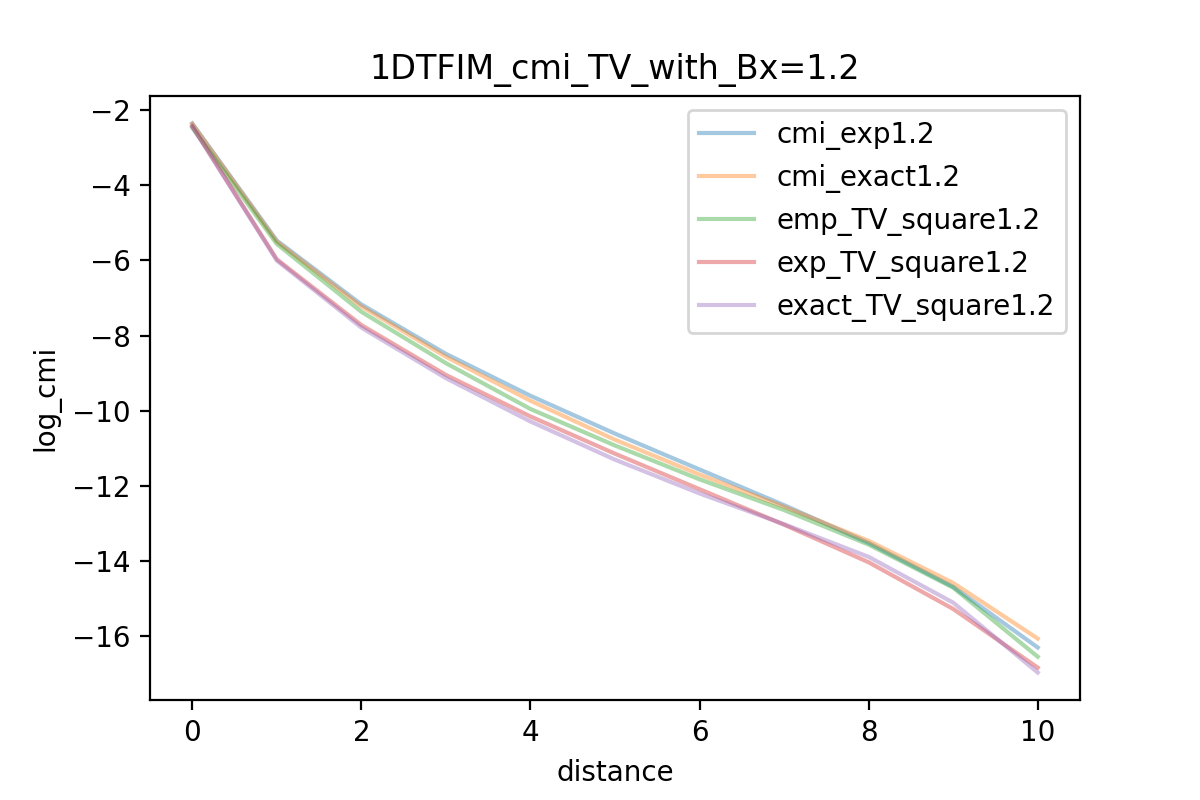 1DTFIM_cmi_TV_with_Bx=1.2
cmi_exp1.2
cmi_exact1.2
emp_TV_square1.2
exp_TV_square1.2
exact_TV_square1.2
log_cmi
−2
−4
−6
−8
−10
−12
−14
−16
0 2 4 6 8 10
distance